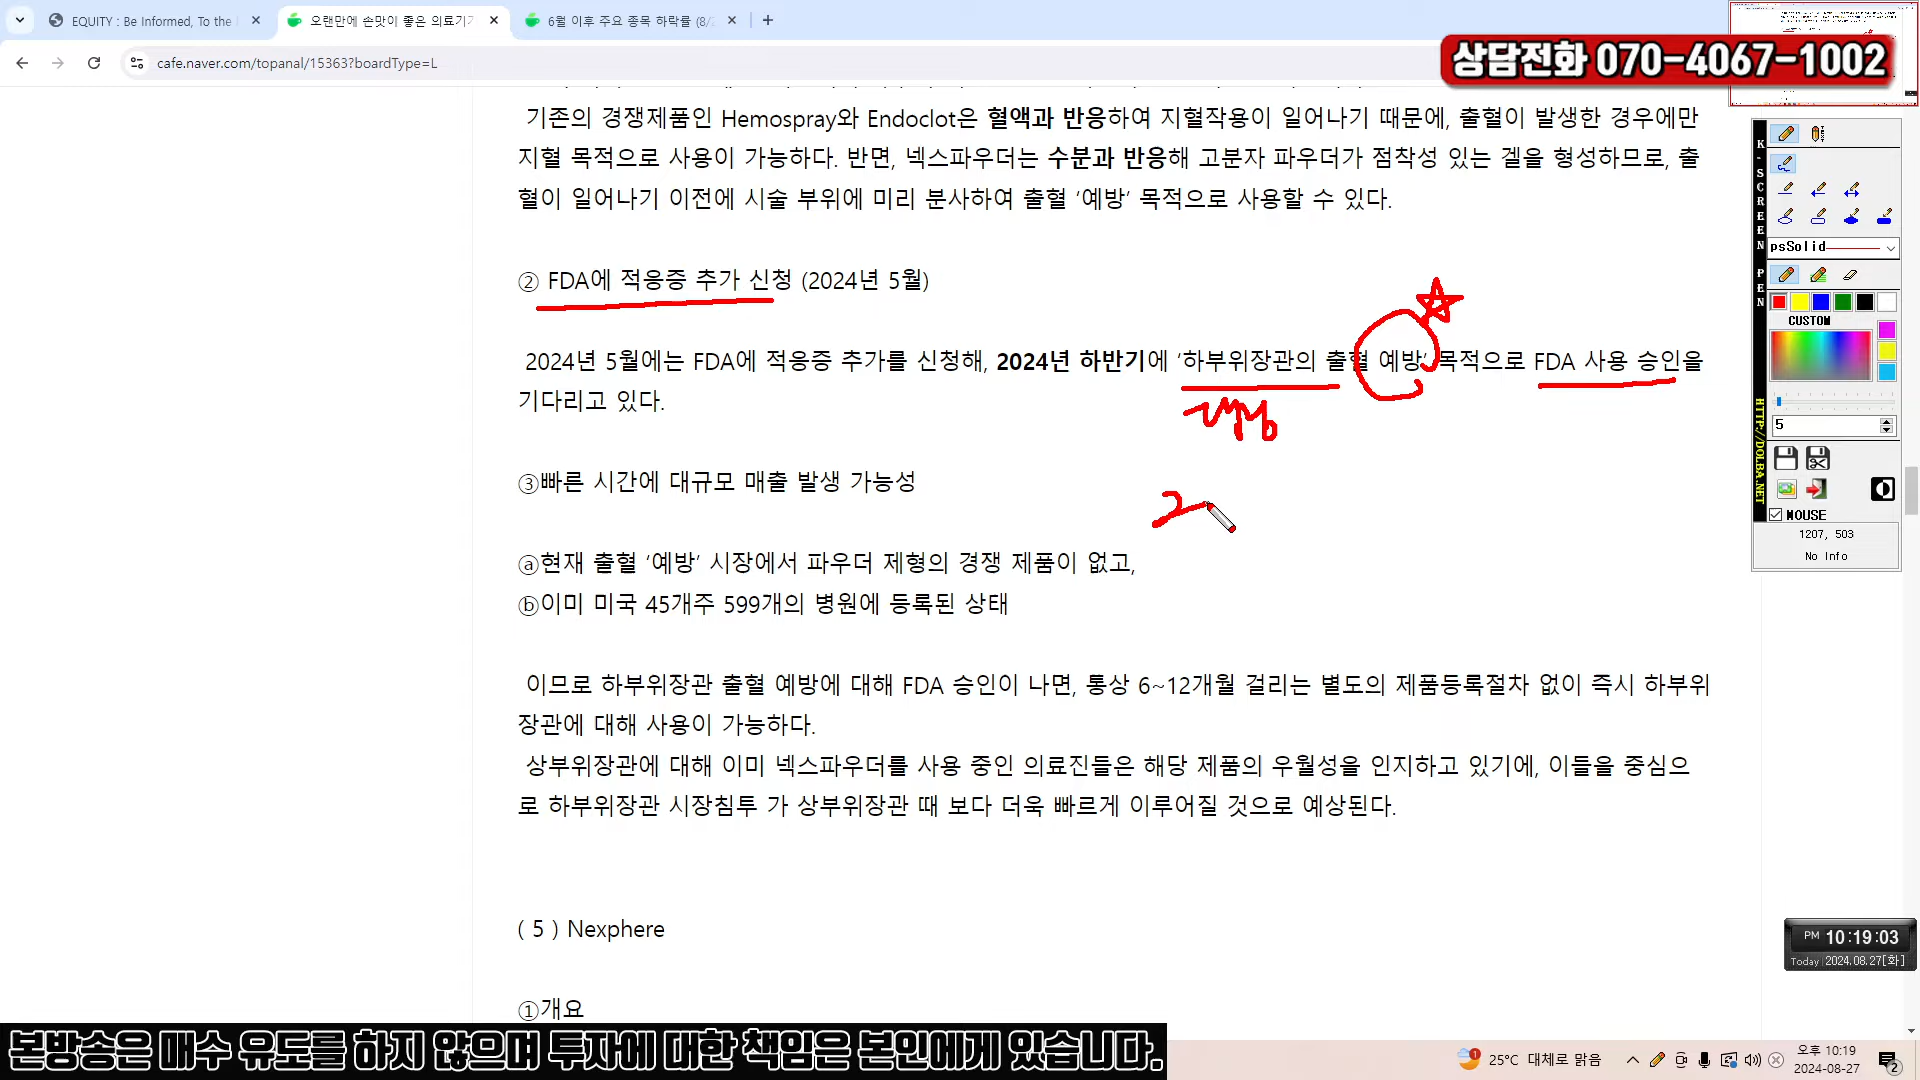 EQUITY : Be Informed, To the
오랜만에 손맛이 좋은 의료기기
6월 이후 주요 종목 하락률 (8/2
cafe.naver.com/topanal/15363?boardType=L
상담전화 070-4067-1002
기존의 경쟁제품인 Hemospray와 Endoclot은 혈액과 반응하여 지혈작용이 일어나기 때문에, 출혈이 발생한 경우에만
지혈 목적으로 사용이 가능하다. 반면, 넥스파우더는 수분과 반응해 고분자 파우더가 점착성 있는 겔을 형성하므로, 출
혈이 일어나기 이전에 시술 부위에 미리 분사하여 출혈 ‘예방’ 목적으로 사용할 수 있다.
② FDA에 적응증 추가 신청 (2024년 5월)
2024년 5월에는 FDA에 적응증 추가를 신청해, 2024년 하반기에 ‘하부위장관의 출혈 예방’ 목적으로 FDA 사용 승인을
기다리고 있다.
③빠른 시간에 대규모 매출 발생 가능성
ⓐ현재 출혈 ‘예방’ 시장에서 파우더 제형의 경쟁 제품이 없고,
ⓑ이미 미국 45개주 599개의 병원에 등록된 상태
이므로 하부위장관 출혈 예방에 대해 FDA 승인이 나면, 통상 6~12개월 걸리는 별도의 제품등록절차 없이 즉시 하부위
장관에 대해 사용이 가능하다.
상부위장관에 대해 이미 넥스파우더를 사용 중인 의료진들은 해당 제품의 우월성을 인지하고 있기에, 이들을 중심으
로 하부위장관 시장침투 가 상부위장관 때 보다 더욱 빠르게 이루어질 것으로 예상된다.
( 5 ) Nexphere
①개요
K-SCREEN PEN
HTTP://DOLBA.NET
psSolid
CUSTOM
5
MOUSE
1207, 503
No Info
PM 10:19:03
Today 2024.08.27[화]
본방송은 매수 유도를 하지 않으며 투자에 대한 책임은 본인에게 있습니다.
1
25°C 대체로 맑음
오후 10:19
2024-08-27
2